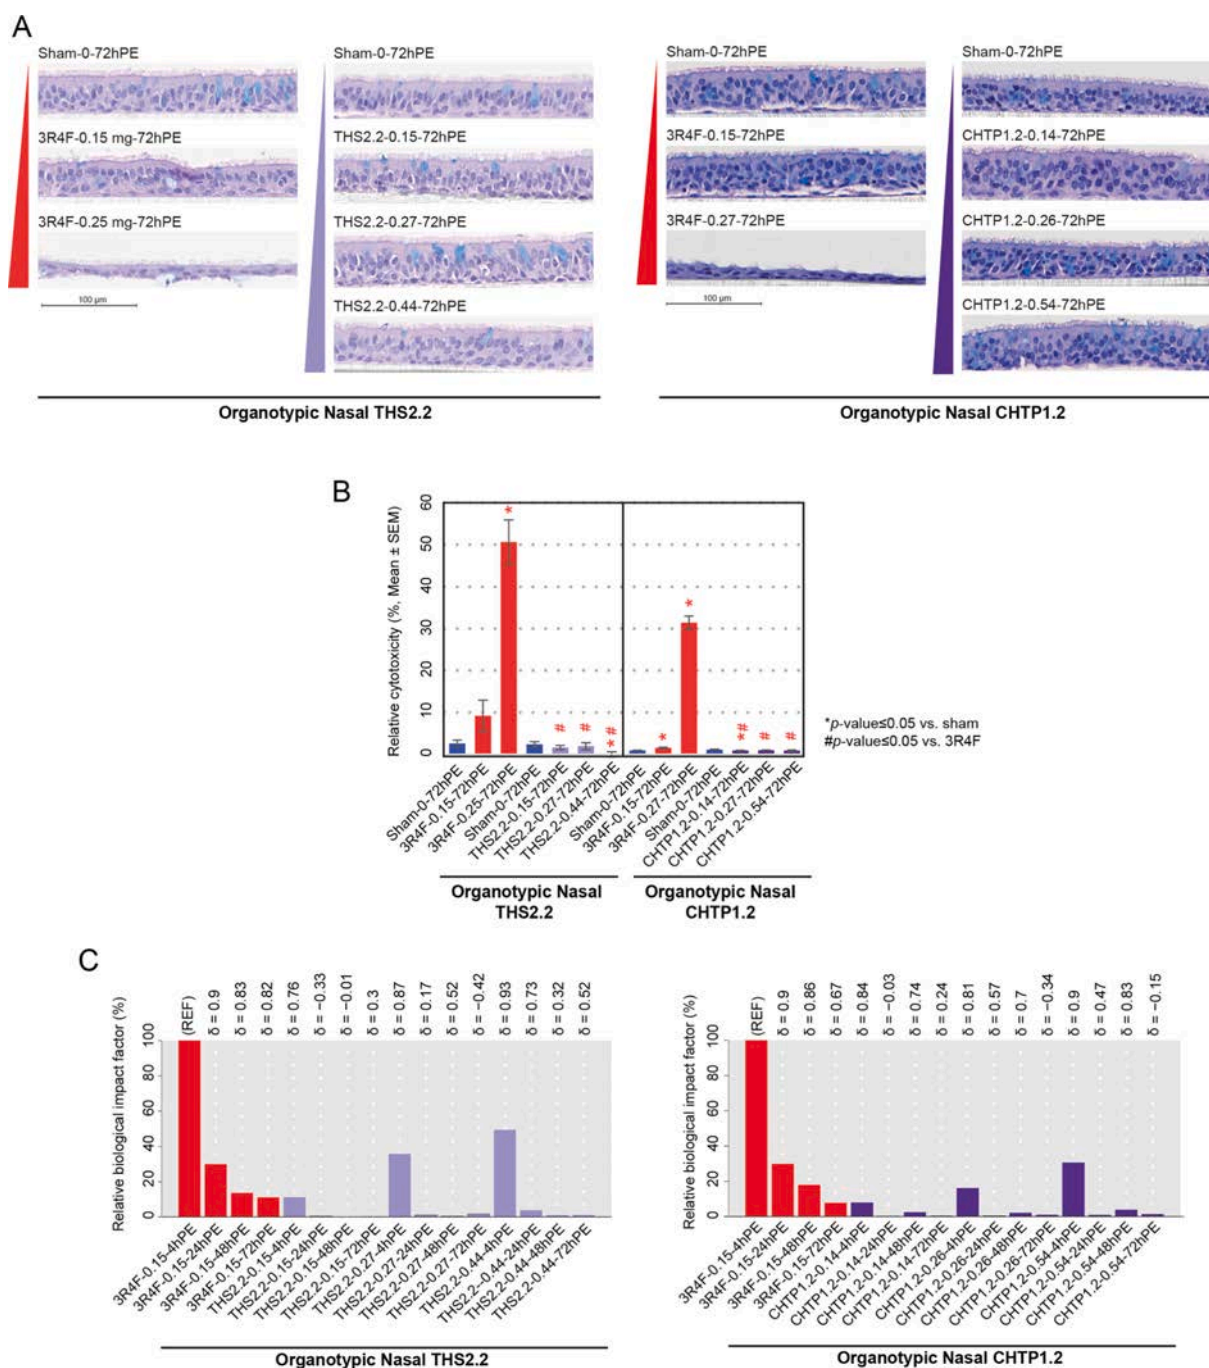 A
Sham-0-72hPE
3R4F-0.15 mg-72hPE
3R4F-0.25 mg-72hPE
100 μm
Sham-0-72hPE
THS2.2-0.15-72hPE
THS2.2-0.27-72hPE
THS2.2-0.44-72hPE
Organotypic Nasal THS2.2
Sham-0-72hPE
3R4F-0.15-72hPE
3R4F-0.27-72hPE
100 μm
Sham-0-72hPE
CHTP1.2-0.14-72hPE
CHTP1.2-0.26-72hPE
CHTP1.2-0.54-72hPE
Organotypic Nasal CHTP1.2
B
Relative cytotoxicity (%, Mean ± SEM)
60
50
40
30
20
10
0
*
#
#
*#
*
*
*#
#
#
*p-value≤0.05 vs. sham
#p-value≤0.05 vs. 3R4F
Sham-0-72hPE
3R4F-0.15-72hPE
3R4F-0.25-72hPE
Sham-0-72hPE
THS2.2-0.15-72hPE
THS2.2-0.27-72hPE
THS2.2-0.44-72hPE
Sham-0-72hPE
3R4F-0.15-72hPE
3R4F-0.27-72hPE
Sham-0-72hPE
CHTP1.2-0.14-72hPE
CHTP1.2-0.27-72hPE
CHTP1.2-0.54-72hPE
Organotypic Nasal
THS2.2
Organotypic Nasal
CHTP1.2
C
Relative biological impact factor (%)
100
80
60
40
20
0
(REF)
δ = 0.9
δ = 0.83
δ = 0.82
δ = 0.76
δ = −0.33
δ = −0.01
δ = 0.3
δ = 0.87
δ = 0.17
δ = 0.52
δ = −0.42
δ = 0.93
δ = 0.73
δ = 0.32
δ = 0.52
3R4F-0.15-4hPE
3R4F-0.15-24hPE
3R4F-0.15-48hPE
3R4F-0.15-72hPE
THS2.2-0.15-4hPE
THS2.2-0.15-24hPE
THS2.2-0.15-48hPE
THS2.2-0.15-72hPE
THS2.2-0.27-4hPE
THS2.2-0.27-24hPE
THS2.2-0.27-48hPE
THS2.2-0.27-72hPE
THS2.2-0.44-4hPE
THS2.2--0.44-24hPE
THS2.2-0.44-48hPE
THS2.2-0.44-72hPE
Organotypic Nasal THS2.2
Relative biological impact factor (%)
100
80
60
40
20
0
(REF)
δ = 0.9
δ = 0.86
δ = 0.67
δ = 0.84
δ = −0.03
δ = 0.74
δ = 0.24
δ = 0.81
δ = 0.57
δ = 0.7
δ = −0.34
δ = 0.9
δ = 0.47
δ = 0.83
δ = −0.15
3R4F-0.15-4hPE
3R4F-0.15-24hPE
3R4F-0.15-48hPE
3R4F-0.15-72hPE
CHTP1.2-0.14-4hPE
CHTP1.2-0.14-24hPE
CHTP1.2-0.14-48hPE
CHTP1.2-0.14-72hPE
CHTP1.2-0.26-4hPE
CHTP1.2-0.26-24hPE
CHTP1.2-0.26-48hPE
CHTP1.2-0.26-72hPE
CHTP1.2-0.54-4hPE
CHTP1.2-0.54-24hPE
CHTP1.2-0.54-48hPE
CHTP1.2-0.54-72hPE
Organotypic Nasal CHTP1.2